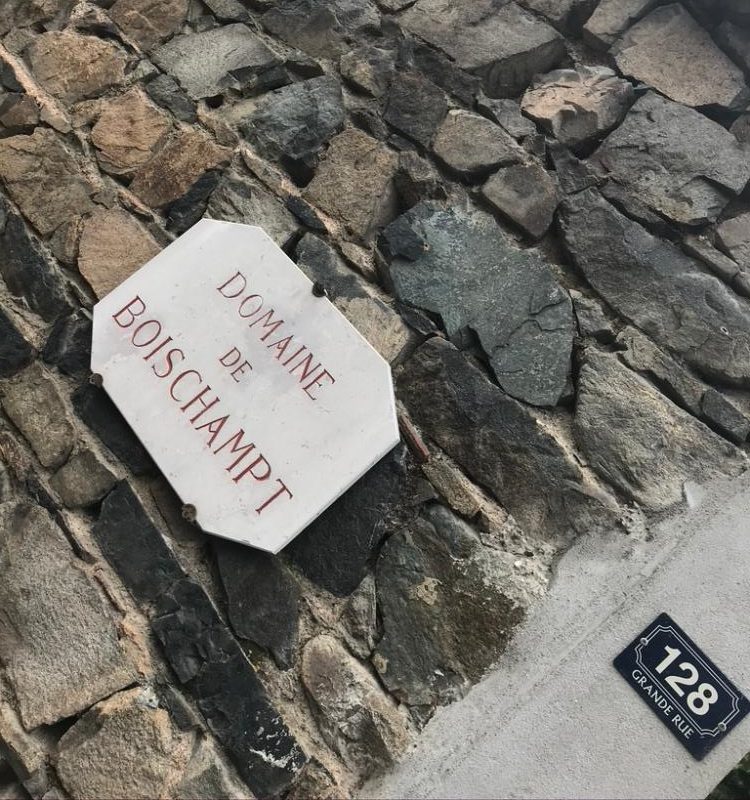 DOMAINE
DE
BOISCHAMPT
128
GRANDE RUE